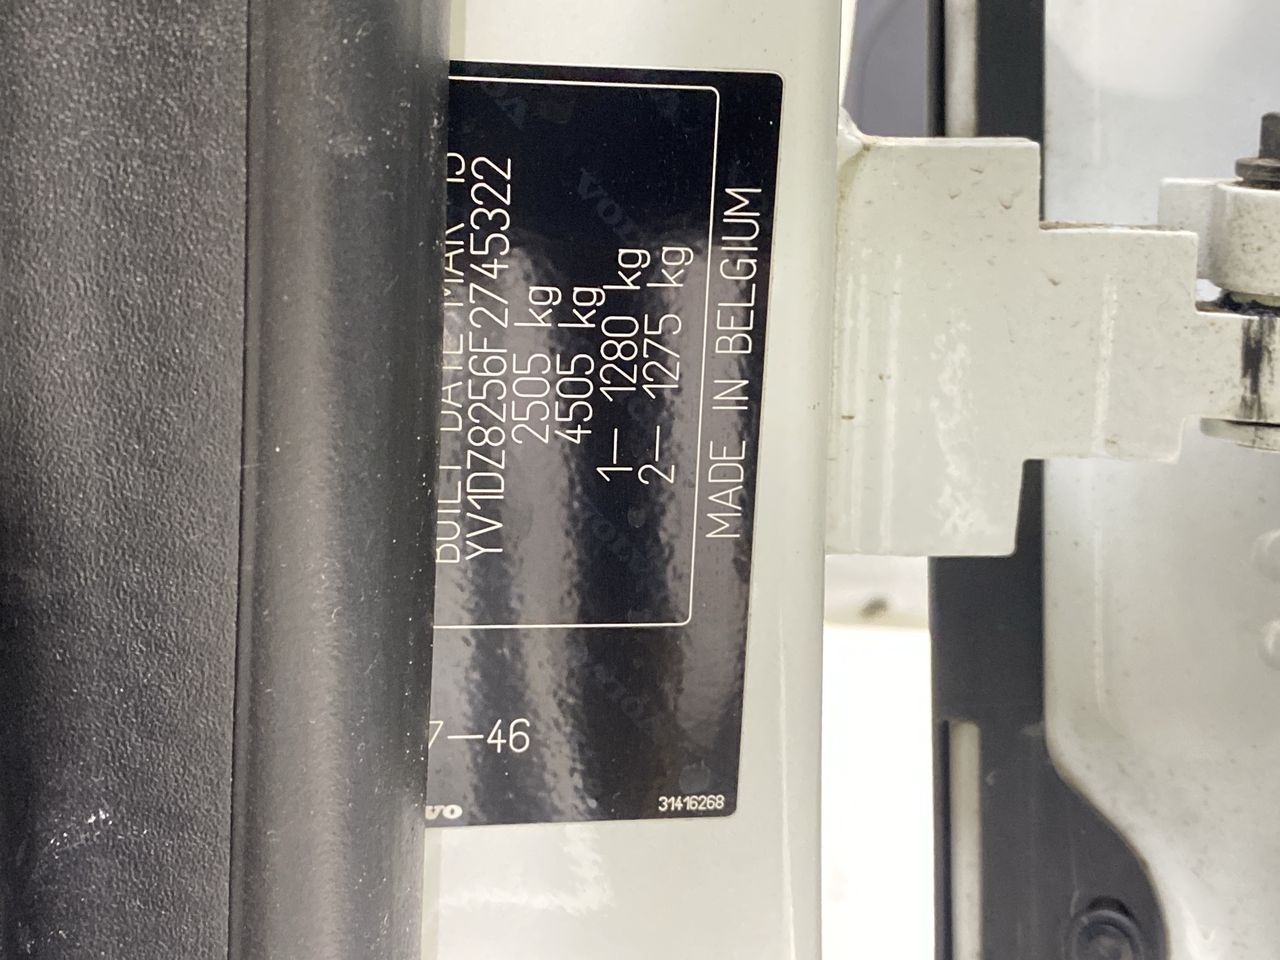 BUILT DATE MAR 15
YV1DZ8256F2745322
2505 kg
4505 kg
1— 1280 kg
2— 1275 kg
MADE IN BELGIUM
7—46
VO
31416268